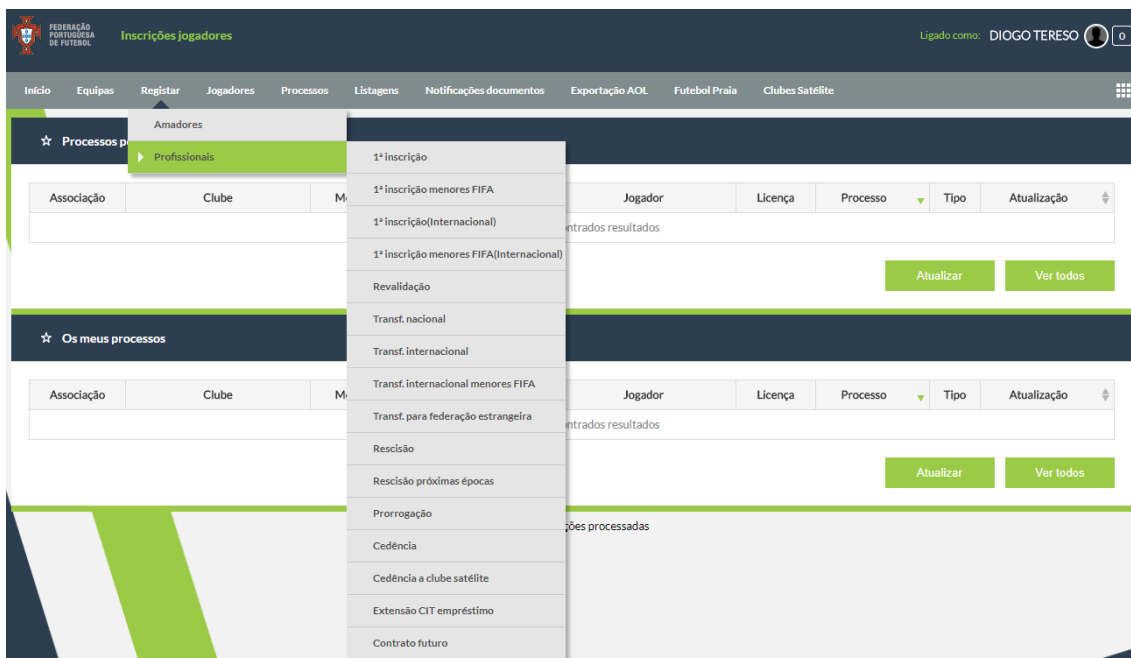 FEDERAÇÃO
PORTUGUESA
DE FUTEBOL
Inscrições jogadores
Ligado como: DIOGO TERESO 0
Início Equipas Registar Jogadores Processos Listagens Notificações documentos Exportação AOL Futebol Praia Clubes Satélite
Amadores
Profissionais
1ª inscrição
1ª inscrição menores FIFA
1ª inscrição(Internacional)
1ª inscrição menores FIFA(Internacional)
Revalidação
Transf. nacional
Transf. internacional
Transf. internacional menores FIFA
Transf. para federação estrangeira
Rescisão
Rescisão próximas épocas
Prorrogação
Cedência
Cedência a clube satélite
Extensão CIT empréstimo
Contrato futuro
Processos p
Associação Clube M Jogador Licença Processo Tipo Atualização
ntrados resultados
Atualizar Ver todos
Os meus processos
Associação Clube M Jogador Licença Processo Tipo Atualização
ntrados resultados
Atualizar Ver todos
ções processadas